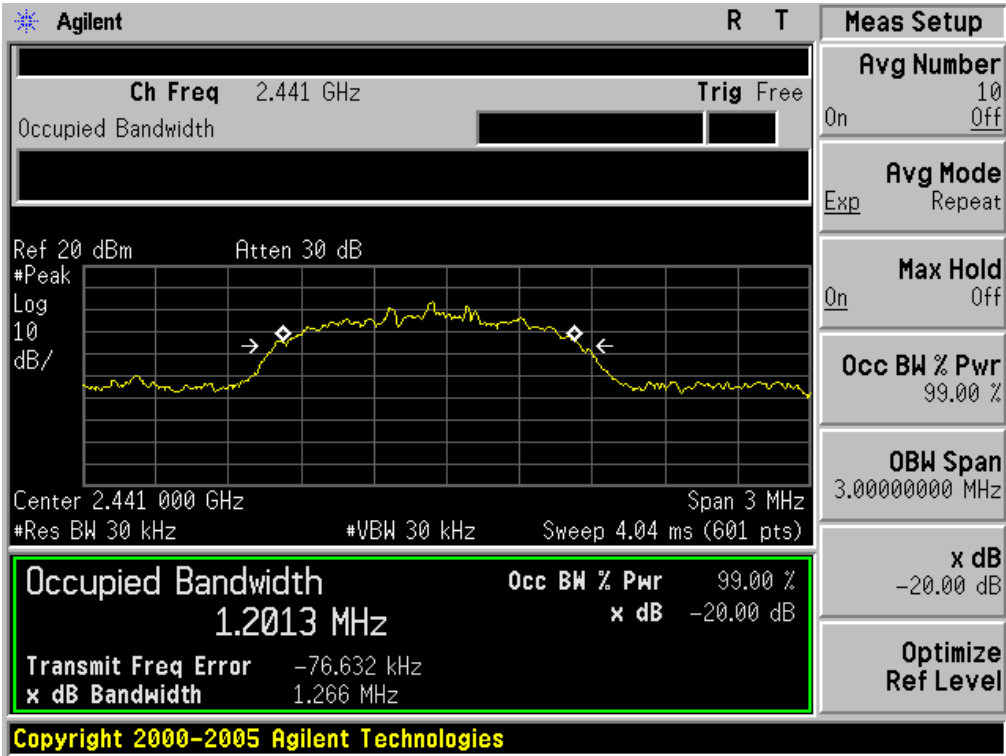 Agilent R T
Ch Freq 2.441 GHz Trig Free
Occupied Bandwidth
Ref 20 dBm Atten 30 dB
#Peak
Log
10
dB/
Center 2.441 000 GHz Span 3 MHz
#Res BW 30 kHz #VBW 30 kHz Sweep 4.04 ms (601 pts)
Occupied Bandwidth
1.2013 MHz
Occ BW % Pwr 99.00 %
x dB -20.00 dB
Transmit Freq Error -76.632 kHz
x dB Bandwidth 1.266 MHz
Copyright 2000-2005 Agilent Technologies
Meas Setup
Avg Number
10
On Off
Avg Mode
Exp Repeat
Max Hold
On Off
Occ BW % Pwr
99.00 %
OBW Span
3.00000000 MHz
x dB
-20.00 dB
Optimize
Ref Level